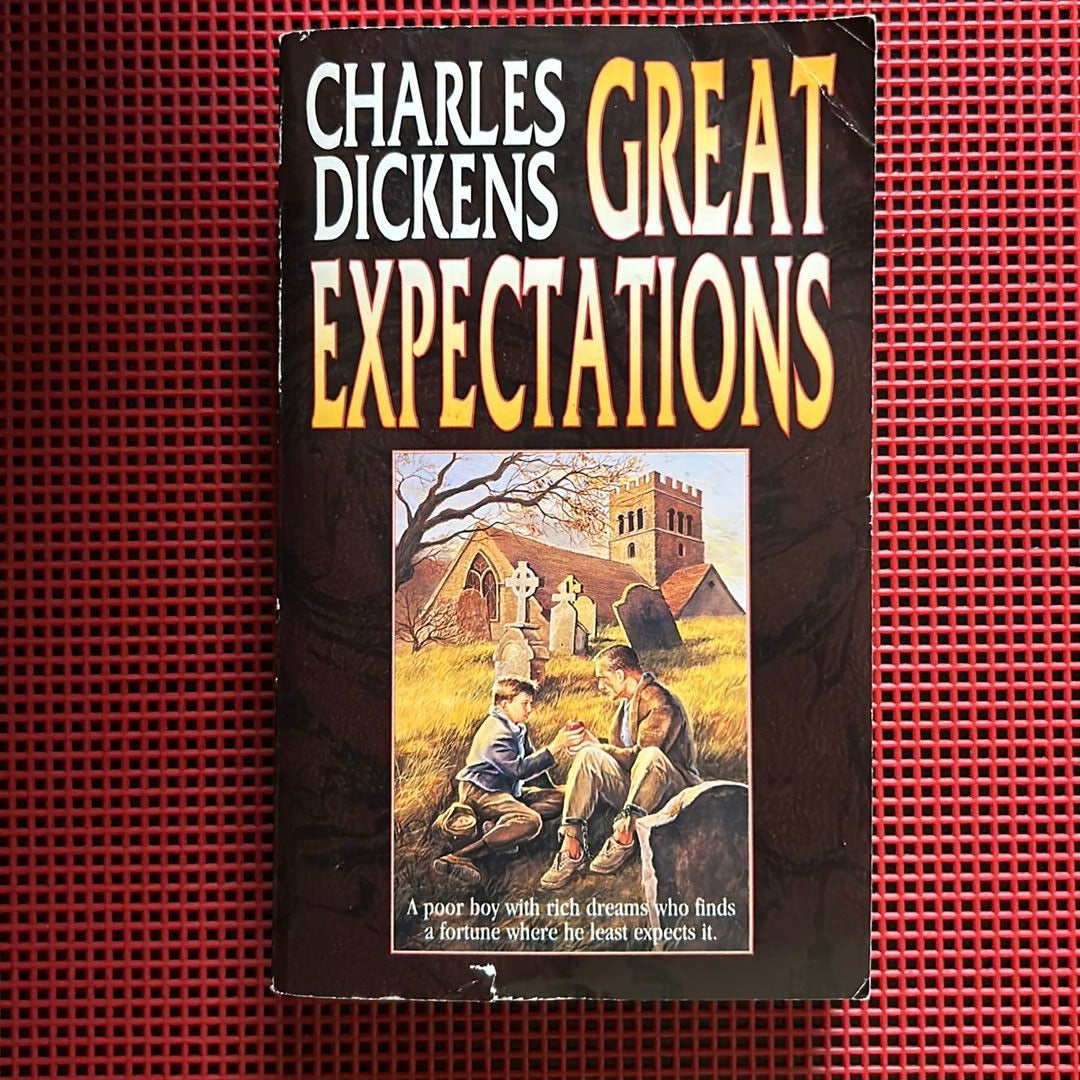 CHARLES
DICKENS
GREAT
EXPECTATIONS
A poor boy with rich dreams who finds
a fortune where he least expects it.